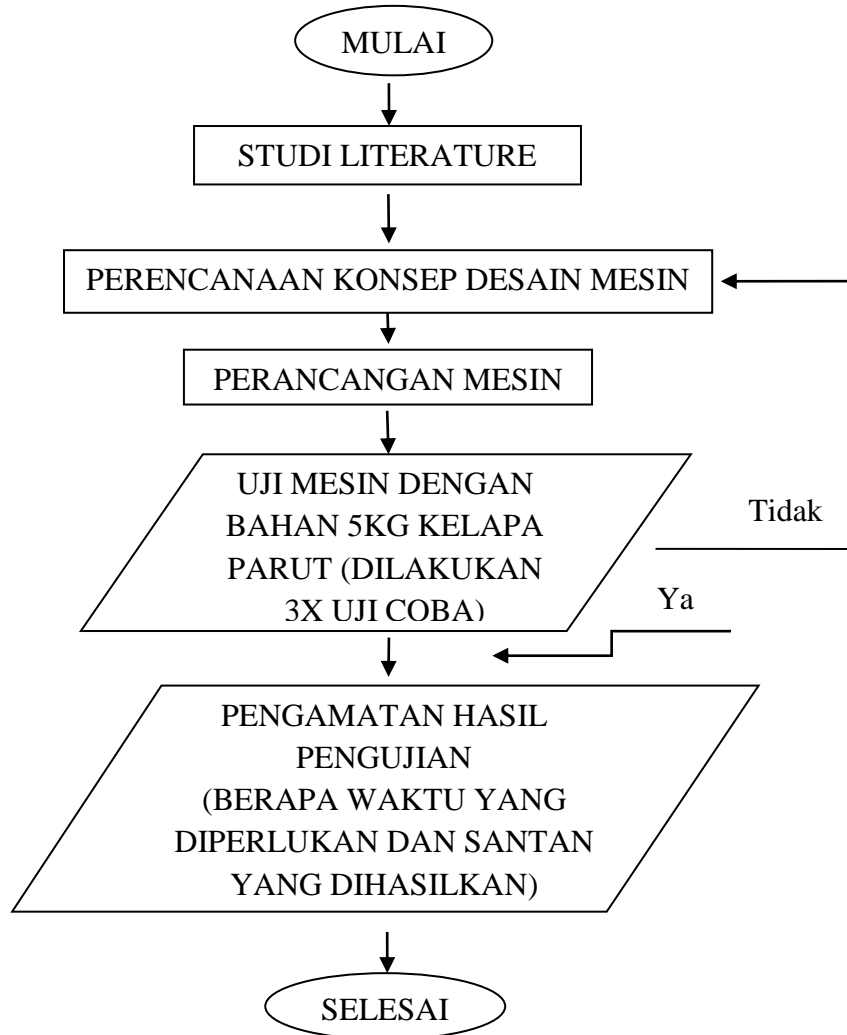 MULAI
STUDI LITERATURE
PERENCANAAN KONSEP DESAIN MESIN
PERANCANGAN MESIN
UJI MESIN DENGAN
BAHAN 5KG KELAPA
PARUT (DILAKUKAN
3X UJI COBA)
Tidak
Ya
PENGAMATAN HASIL
PENGUJIAN
(BERAPA WAKTU YANG
DIPERLUKAN DAN SANTAN
YANG DIHASILKAN)
SELESAI